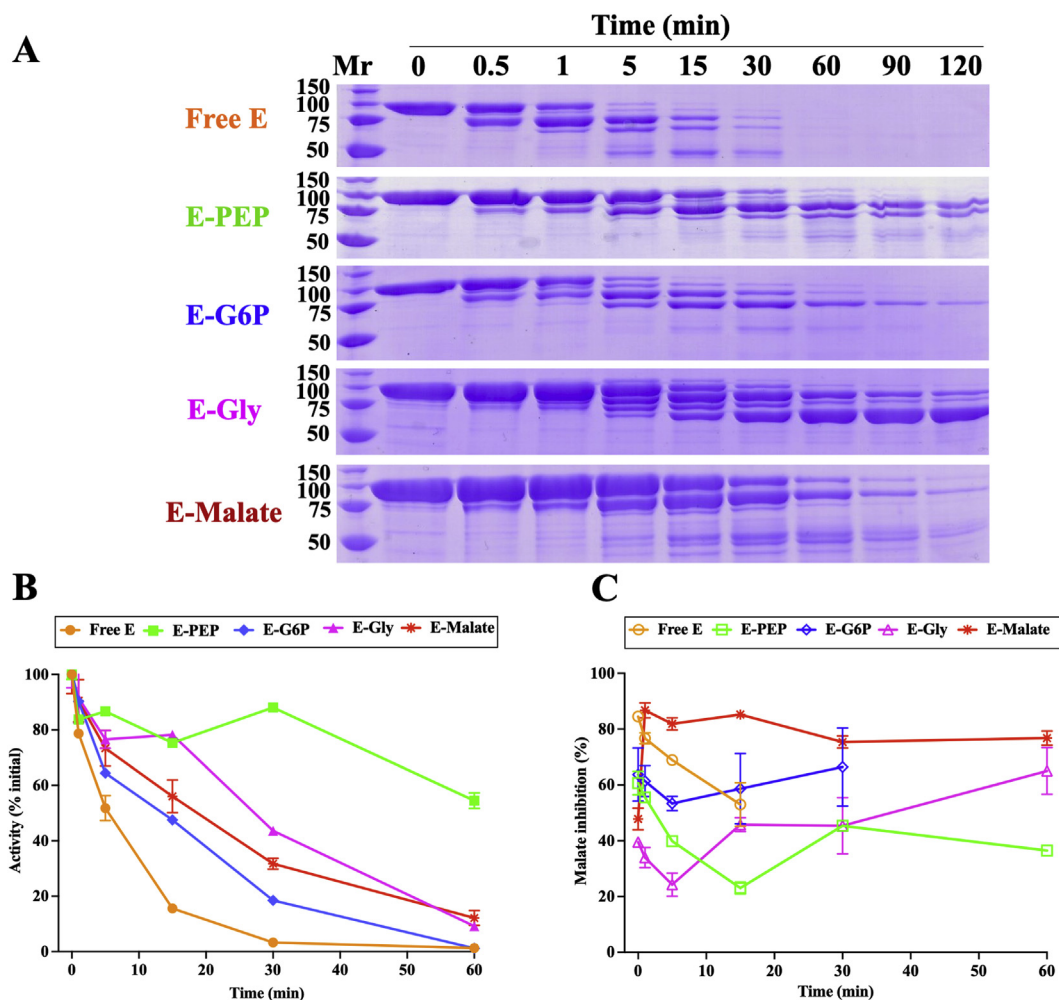 A
Time (min)
Mr 0 0.5 1 5 15 30 60 90 120
Free E
150
100
75
50
E-PEP
150
100
75
50
E-G6P
150
100
75
50
E-Gly
150
100
75
50
E-Malate
150
100
75
50
B
Free E E-PEP E-G6P E-Gly E-Malate
Activity (% initial)
100
80
60
40
20
0
0 10 20 30 40 50 60
Time (min)
C
Free E E-PEP E-G6P E-Gly E-Malate
Malate inhibition (%)
100
80
60
40
20
0
0 10 20 30 40 50 60
Time (min)